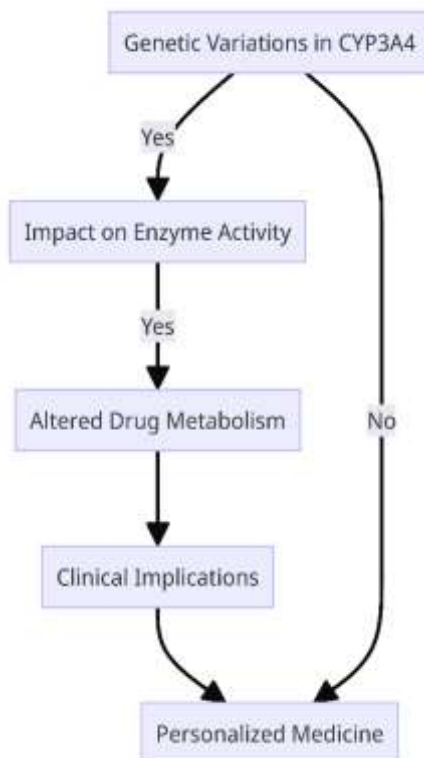 Genetic Variations in CYP3A4
Yes
Impact on Enzyme Activity
Yes
Altered Drug Metabolism
No
Clinical Implications
Personalized Medicine